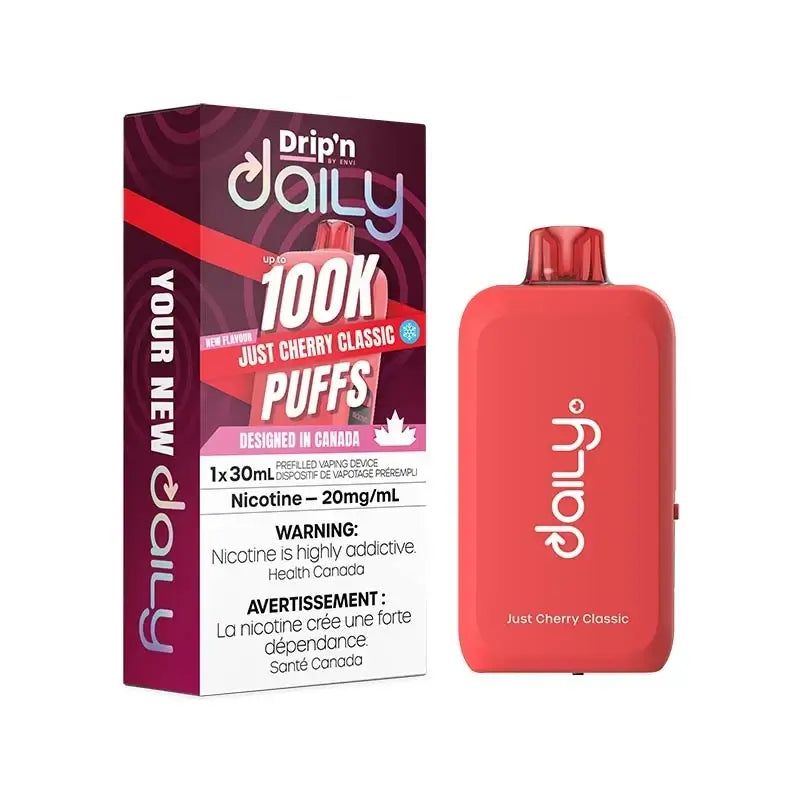 Drip'n
BY ENVI
daily
up to
100K
NEW FLAVOUR
JUST CHERRY CLASSIC
PUFFS
DESIGNED IN CANADA
1 x 30mL PREFILLED VAPING DEVICE
DISPOSITIF DE VAPOTAGE PRÉREMPLI
Nicotine – 20mg/mL
WARNING:
Nicotine is highly addictive.
Health Canada
AVERTISSEMENT :
La nicotine crée une forte
dépendance.
Santé Canada
YOUR NEW daily
daily
Just Cherry Classic